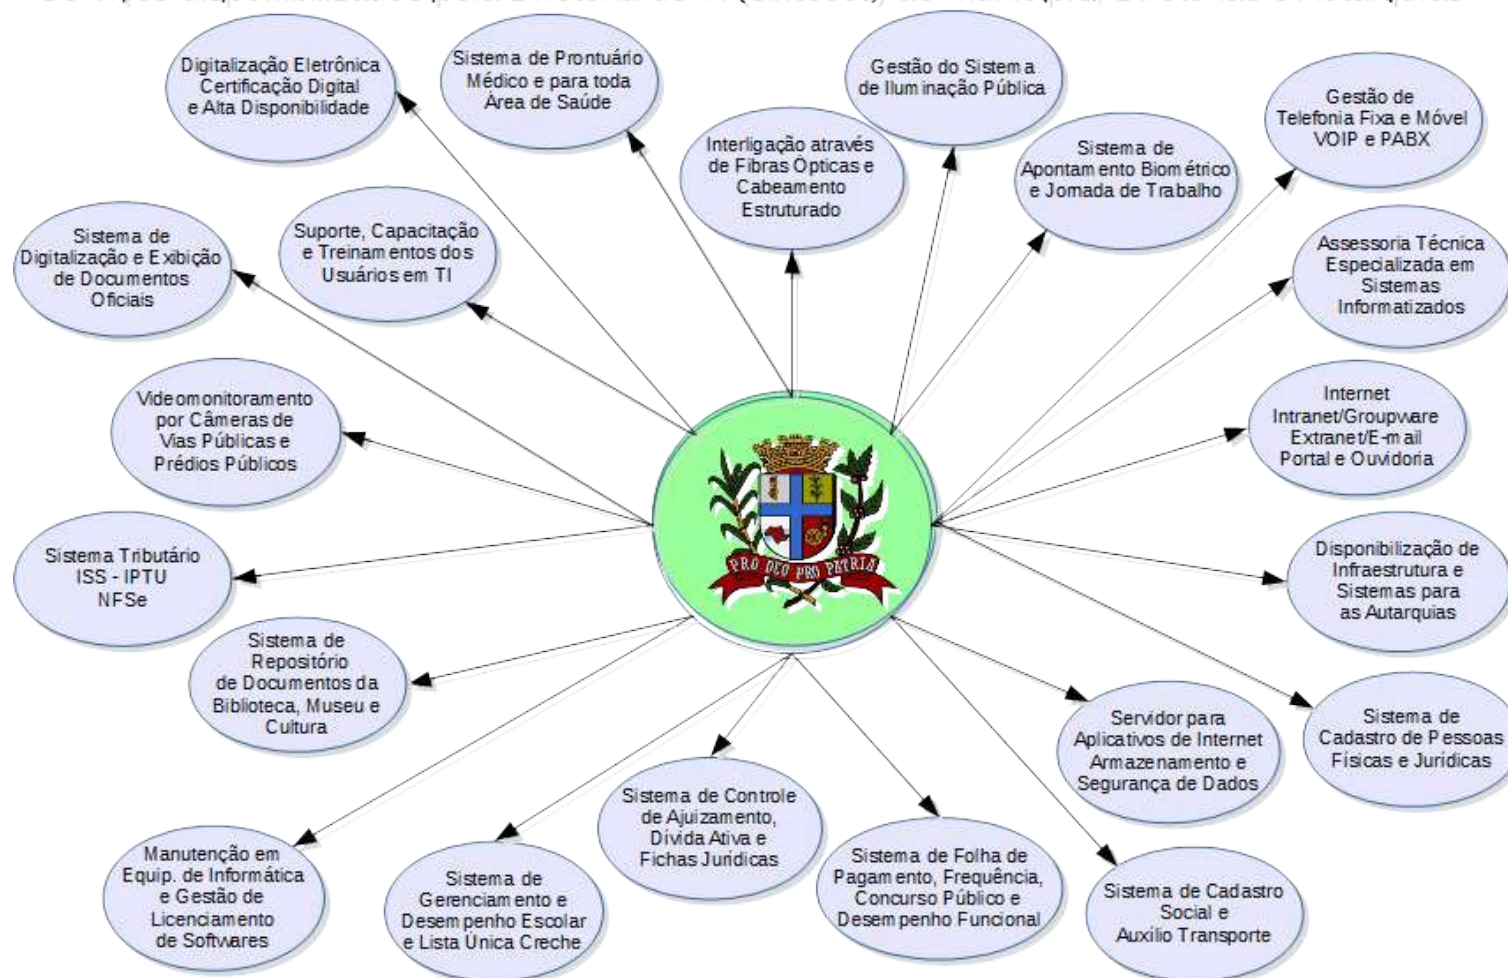 Digitalização Eletrônica
Certificação Digital
e Alta Disponibilidade
Sistema de Prontuário
Médico e para toda
Área de Saúde
Gestão do Sistema
de Iluminação Pública
Gestão de
Telefonia Fixa e Móvel
VOIP e PABX
Interligação através
de Fibras Ópticas e
Cabeamento
Estruturado
Sistema de
Apontamento Biométrico
e Jornada de Trabalho
Sistema de
Digitalização e Exibição
de Documentos
Oficiais
Suporte, Capacitação
e Treinamentos dos
Usuários em TI
Assessoria Técnica
Especializada em
Sistemas
Informatizados
Videomonitoramento
por Câmeras de
Vias Públicas e
Prédios Públicos
Internet
Intranet/Groupware
Extranet/E-mail
Portal e Ouvidoria
PRO DEO PRO PATRIA
Sistema Tributário
ISS - IPTU
NFSe
Disponibilização de
Infraestrutura e
Sistemas para
as Autarquias
Sistema de
Repositório
de Documentos da
Biblioteca, Museu e
Cultura
Servidor para
Aplicativos de Internet
Armazenamento e
Segurança de Dados
Sistema de
Cadastro de Pessoas
Físicas e Jurídicas
Manutenção em
Equip. de Informática
e Gestão de
Licenciamento
de Softwares
Sistema de
Gerenciamento e
Desempenho Escolar
e Lista Única Creche
Sistema de Controle
de Ajuizamento,
Dívida Ativa e
Fichas Jurídicas
Sistema de Folha de
Pagamento, Frequência,
Concurso Público e
Desempenho Funcional
Sistema de Cadastro
Social e
Auxílio Transporte